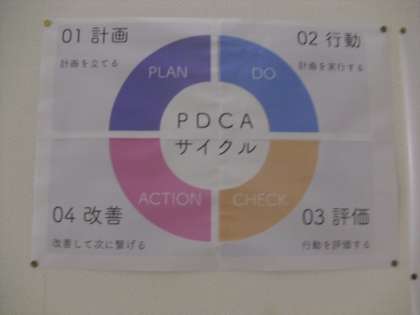 01 計画
計画を立てる
PLAN
02 行動
計画を実行する
DO
PDCA
サイクル
ACTION
04 改善
改善して次に繋げる
CHECK
03 評価
行動を評価する